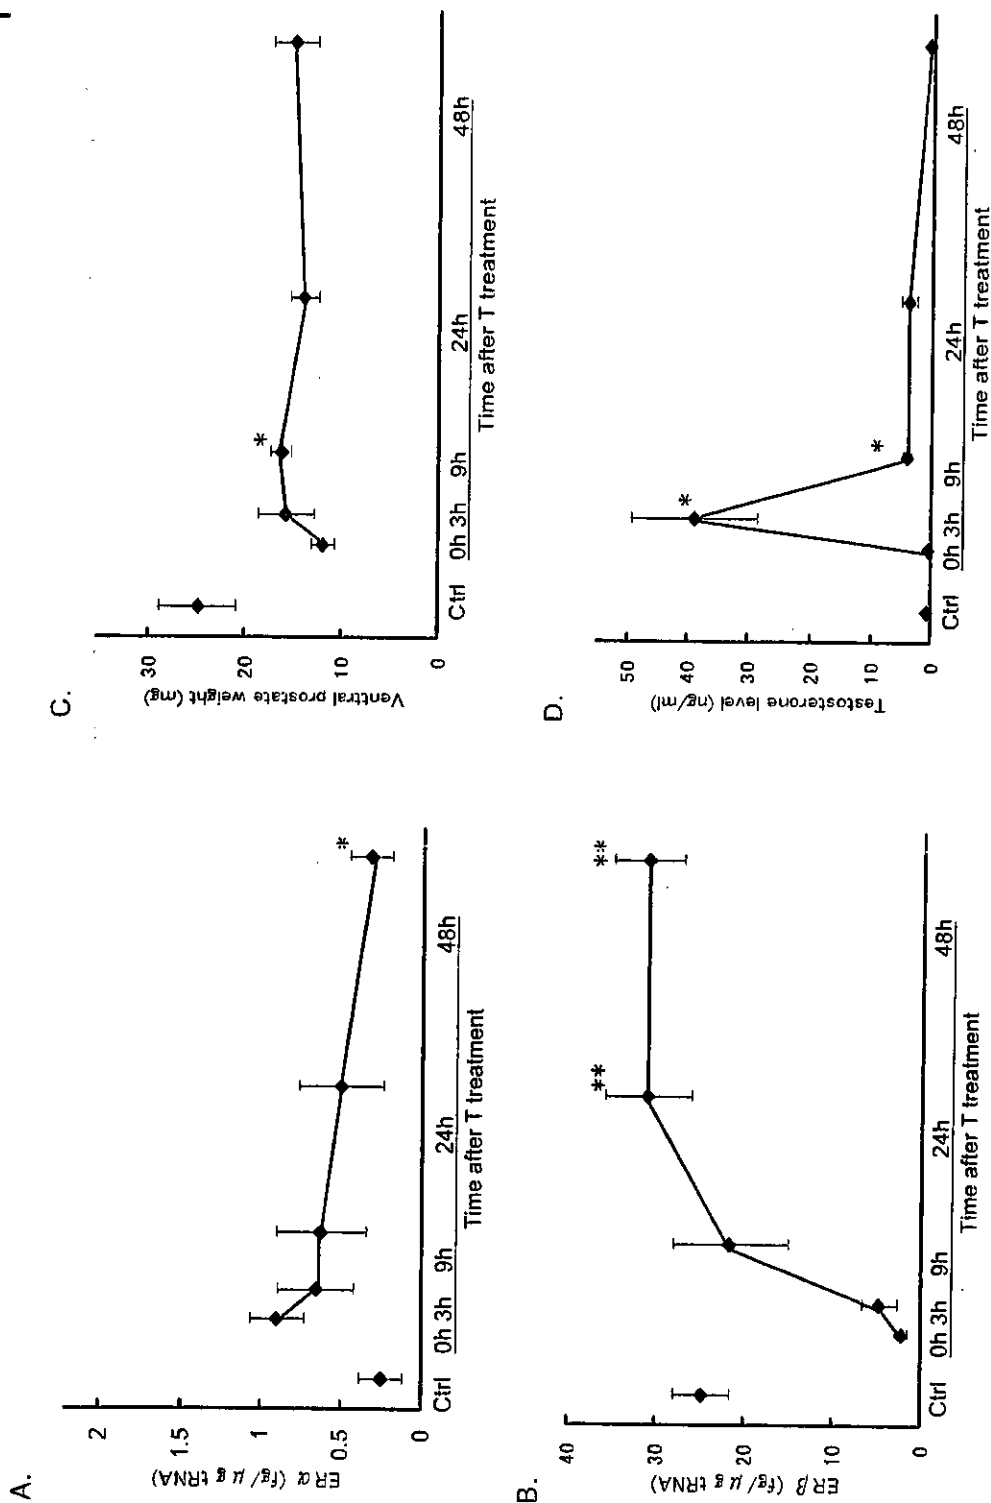 A.
ER α (fg/μ g tRNA)
2
1.5
1
0.5
0
*
Ctrl 0h 3h 9h 24h 48h
Time after T treatment
B.
ER β (fg/μ g tRNA)
40
30
20
10
0
** **
Ctrl 0h 3h 9h 24h 48h
Time after T treatment
C.
Venttral prostate weight (mg)
30
20
10
0
*
Ctrl 0h 3h 9h 24h 48h
Time after T treatment
D.
Testosterone level (ng/ml)
50
40
30
20
10
0
* *
Ctrl 0h 3h 9h 24h 48h
Time after T treatment